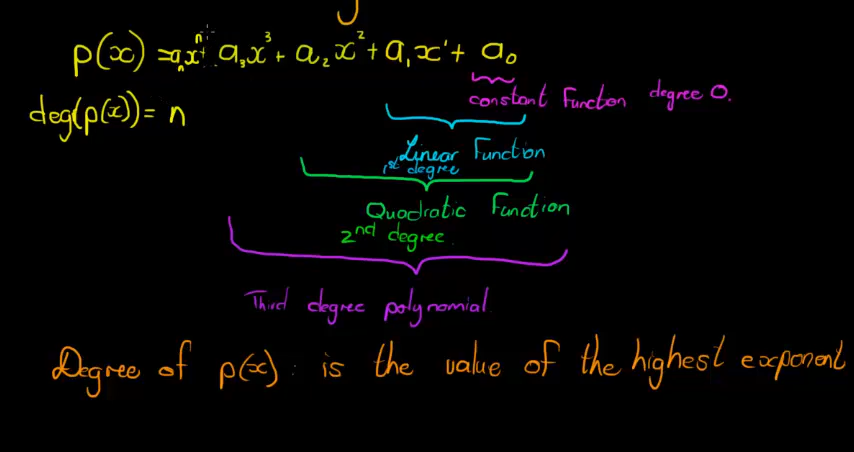 p(x) = aₙxⁿ + a₃x³ + a₂x² + a₁x¹ + a₀
constant Function degree 0.
deg(p(x)) = n
Linear Function
1st degree
Quadratic Function
2nd degree.
Third degree polynomial
Degree of p(x): is the value of the highest exponent